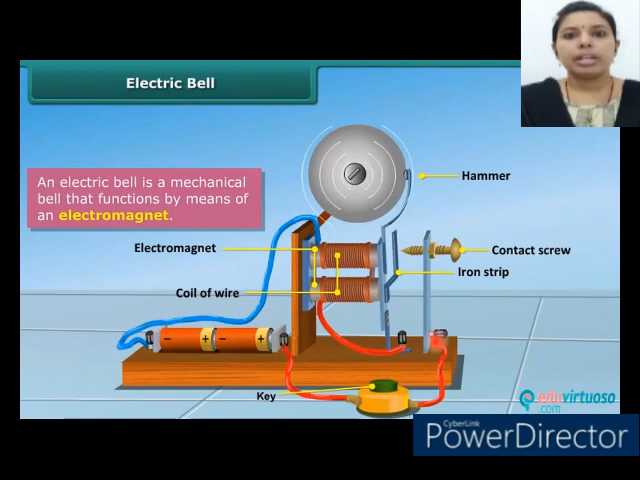 Electric Bell
An electric bell is a mechanical
bell that functions by means of
an electromagnet.
Hammer
Electromagnet
Contact screw
Iron strip
Coil of wire
- + - +
Key
eduvirtuoso
.com
CyberLink
PowerDirector